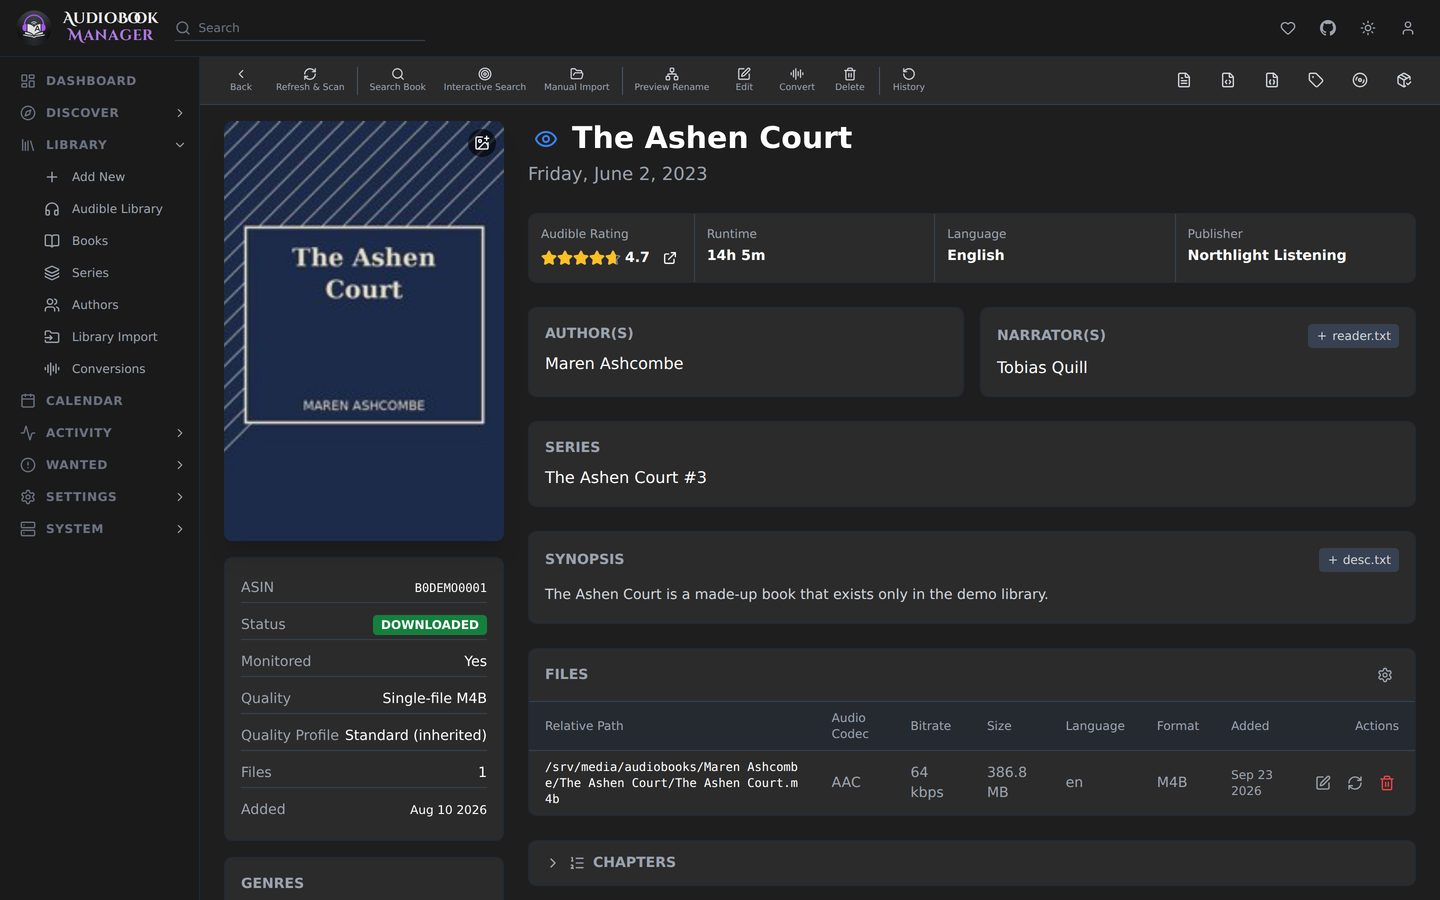 AUDIOBOOK
MANAGER
Search
DASHBOARD
DISCOVER
LIBRARY
Add New
Audible Library
Books
Series
Authors
Library Import
Conversions
CALENDAR
ACTIVITY
WANTED
SETTINGS
SYSTEM
Back
Refresh & Scan
Search Book
Interactive Search
Manual Import
Preview Rename
Edit
Convert
Delete
History
The Ashen
Court
MAREN ASHCOMBE
ASIN B0DEMO0001
Status DOWNLOADED
Monitored Yes
Quality Single-file M4B
Quality Profile Standard (inherited)
Files 1
Added Aug 10 2026
GENRES
The Ashen Court
Friday, June 2, 2023
Audible Rating
4.7
Runtime
14h 5m
Language
English
Publisher
Northlight Listening
AUTHOR(S)
Maren Ashcombe
NARRATOR(S)
+ reader.txt
Tobias Quill
SERIES
The Ashen Court #3
SYNOPSIS
+ desc.txt
The Ashen Court is a made-up book that exists only in the demo library.
FILES
Relative Path
Audio
Codec
Bitrate
Size
Language
Format
Added
Actions
/srv/media/audiobooks/Maren Ashcomb
e/The Ashen Court/The Ashen Court.m
4b
AAC
64
kbps
386.8
MB
en
M4B
Sep 23
2026
CHAPTERS